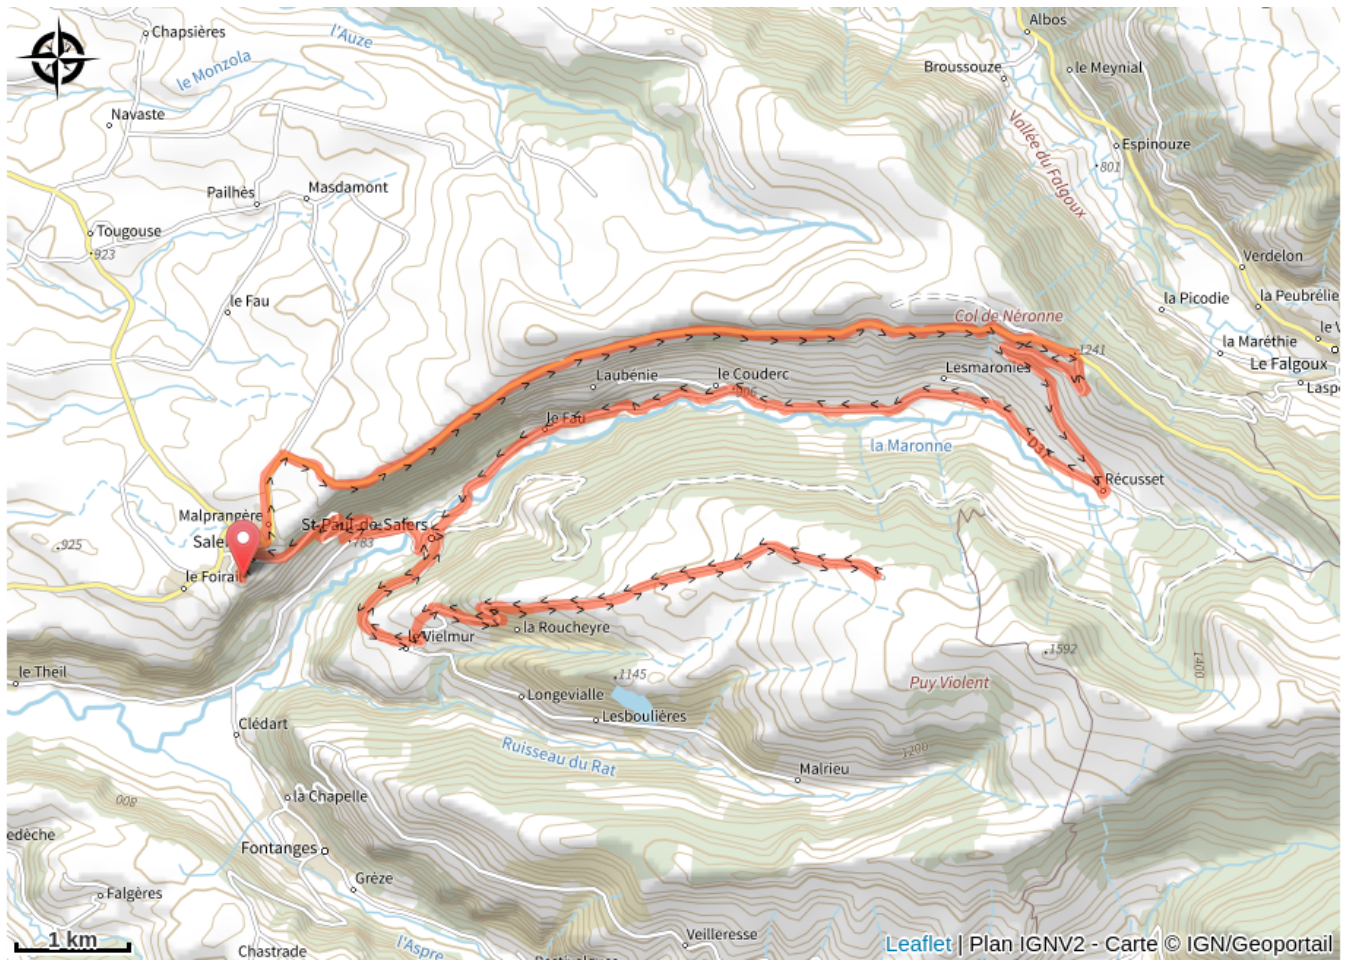 Albos
Chapsières
l'Auze
le Monzola
Broussouze
le Meynial
Navaste
Vallée du Falgoux
Espinouze
801
Pailhès
Masdamont
Tougouse
923
Verdelon
le Fau
la Picodie
la Peubrélie
Col de Néronne
la Maréthie
1241
Le Falgoux
Laubénie
le Couderc
Lesmaronies
le Fau
la Maronne
D37
Récusset
Malprangère
St-Paul-de-Salers
783
925
le Foirail
le Vielmur
la Roucheyre
1592
1400
le Theil
1145
Puy Violent
Longevialle
Lesboulières
Clédart
Ruisseau du Rat
1200
Malrieu
800
la Chapelle
edèche
Fontanges
Grèze
Falgères
Veilleresse
1 km
l'Aspre
Chastrade
Leaflet | Plan IGNV2 - Carte © IGN/Geoportail